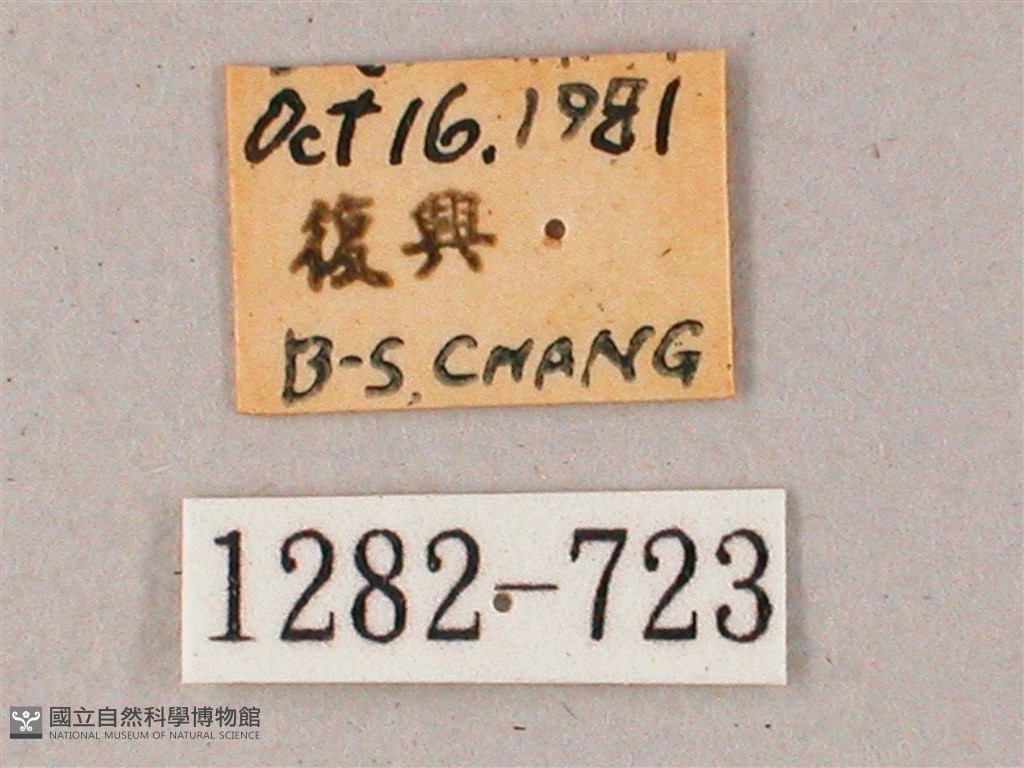 Oct 16. 1981
復興
B-S. CHANG
1282-723
國立自然科學博物館
NATIONAL MUSEUM OF NATURAL SCIENCE